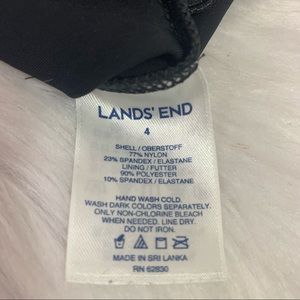 LANDS' END
4
SHELL / OBERSTOFF
77% NYLON
23% SPANDEX / ELASTANE
LINING / FUTTER
90% POLYESTER
10% SPANDEX / ELASTANE
HAND WASH COLD.
WASH DARK COLORS SEPARATELY.
ONLY NON-CHLORINE BLEACH
WHEN NEEDED. LINE DRY.
DO NOT IRON.
MADE IN SRI LANKA
RN 62830